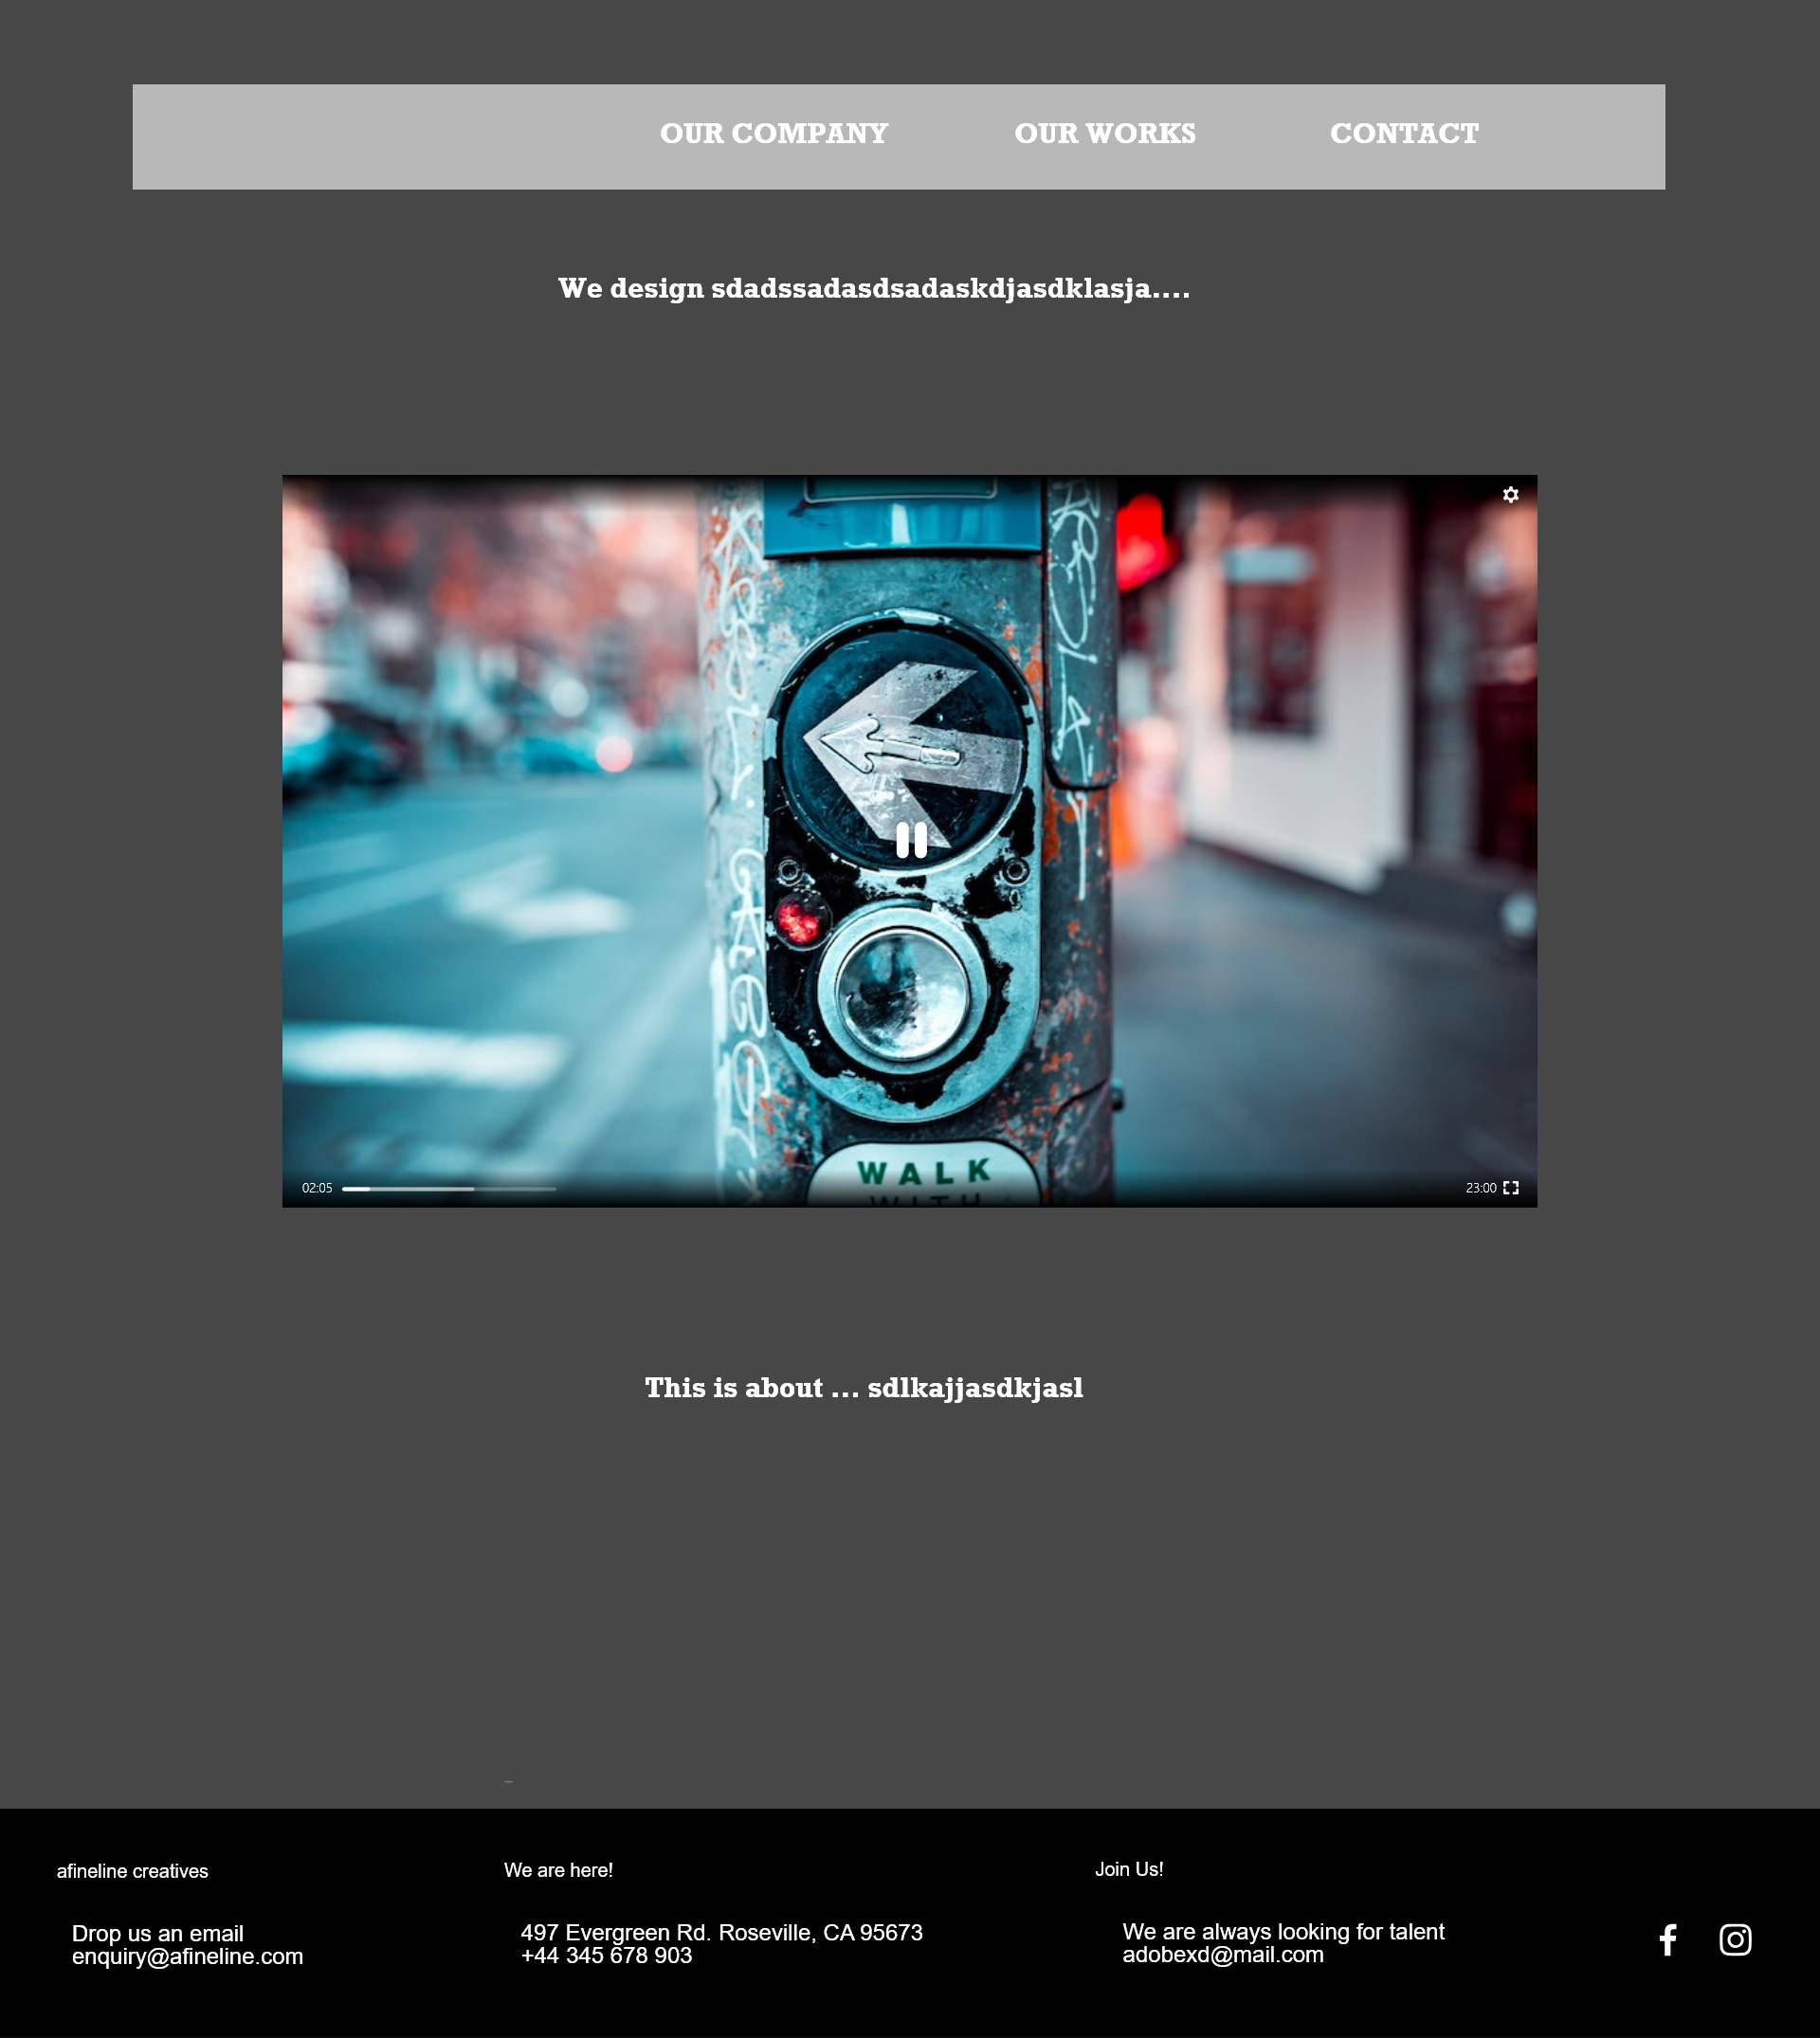 OUR COMPANY OUR WORKS CONTACT
We design sdadssadasdsadaskdjasdklasja....
WALK
WITH
02:05 23:00
This is about ... sdlkajjasdkjasl
afineline creatives
Drop us an email
enquiry@afineline.com
We are here!
497 Evergreen Rd. Roseville, CA 95673
+44 345 678 903
Join Us!
We are always looking for talent
adobexd@mail.com